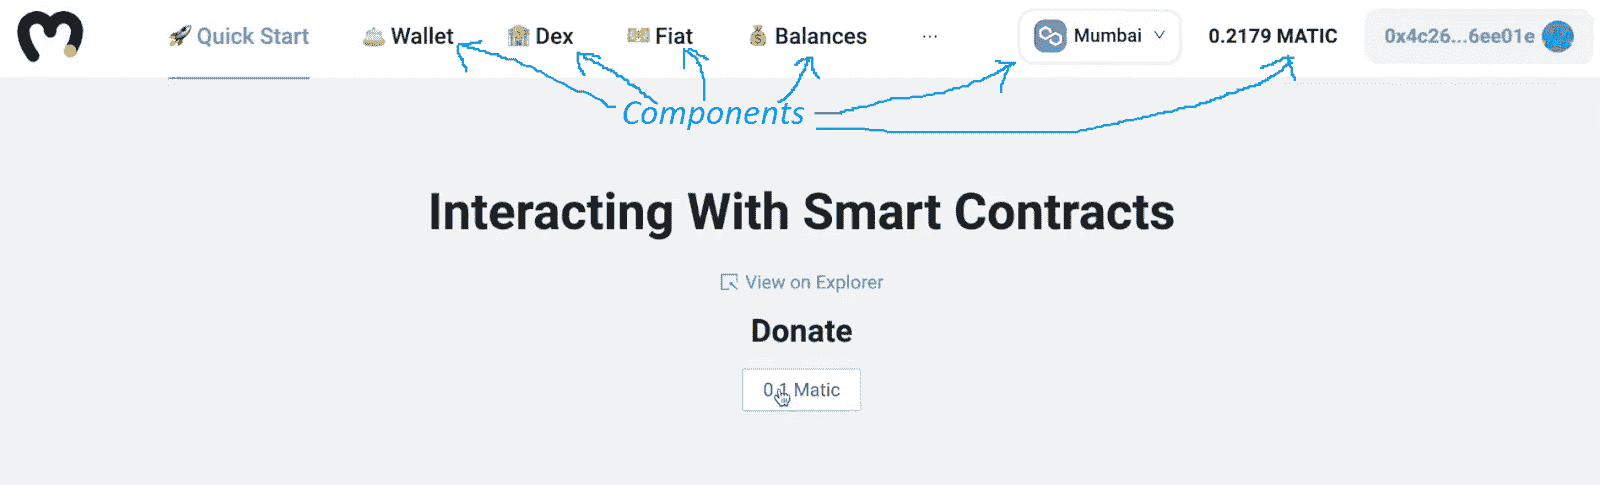 Quick Start Wallet Dex Fiat Balances ... Mumbai 0.2179 MATIC 0x4c26...6ee01e
Components
Interacting With Smart Contracts
View on Explorer
Donate
0.1 Matic